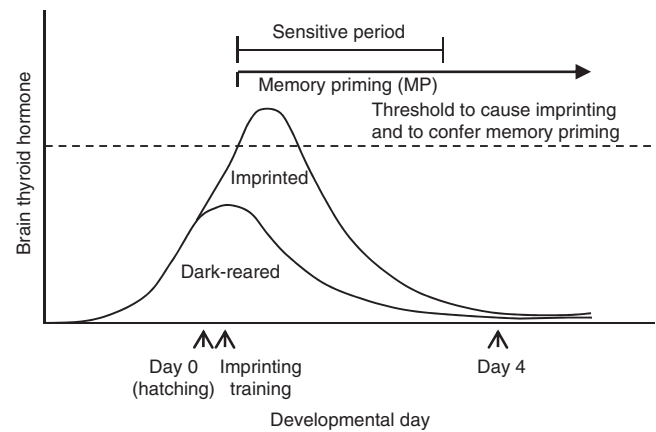 Sensitive period
Memory priming (MP)
Threshold to cause imprinting
and to confer memory priming
Brain thyroid hormone
Imprinted
Dark-reared
Day 0
(hatching)
Imprinting
training
Day 4
Developmental day